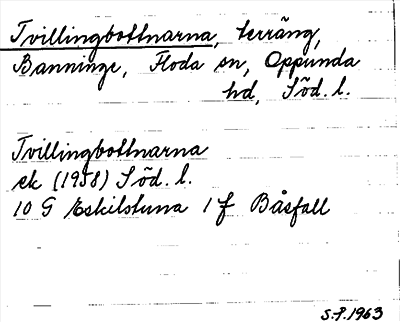 Tvillingbottnarna, terräng,
Banninge, Floda sn, Oppunda
hd, Söd. l.
Tvillingbottnarna
ek (1958) Söd. l.
10 G Eskilstuna 1 f Båsfall
S.P. 1963